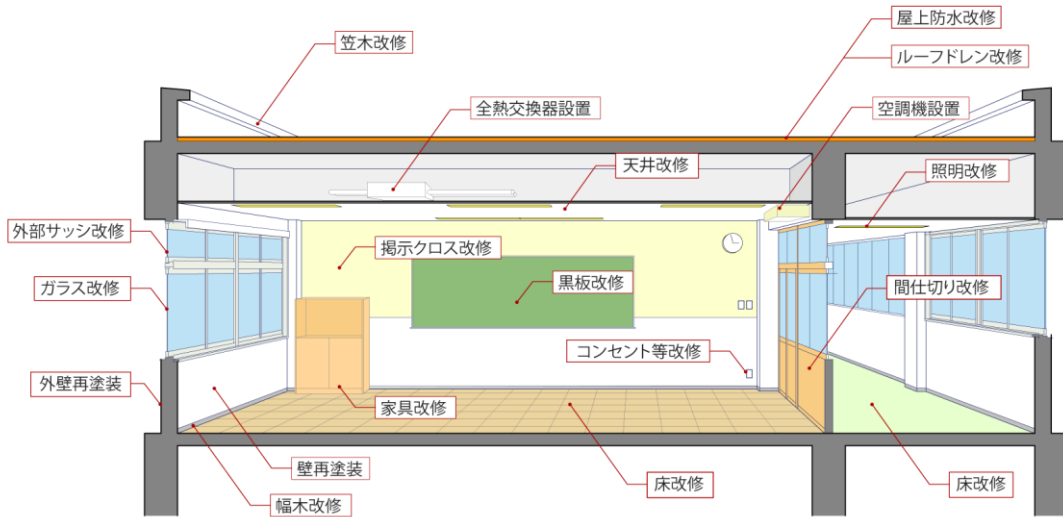 屋上防水改修
笠木改修
ルーフドレン改修
全熱交換器設置
空調機設置
天井改修
照明改修
外部サッシ改修
掲示クロス改修
ガラス改修
黒板改修
間仕切り改修
コンセント等改修
外壁再塗装
家具改修
壁再塗装
床改修
床改修
幅木改修